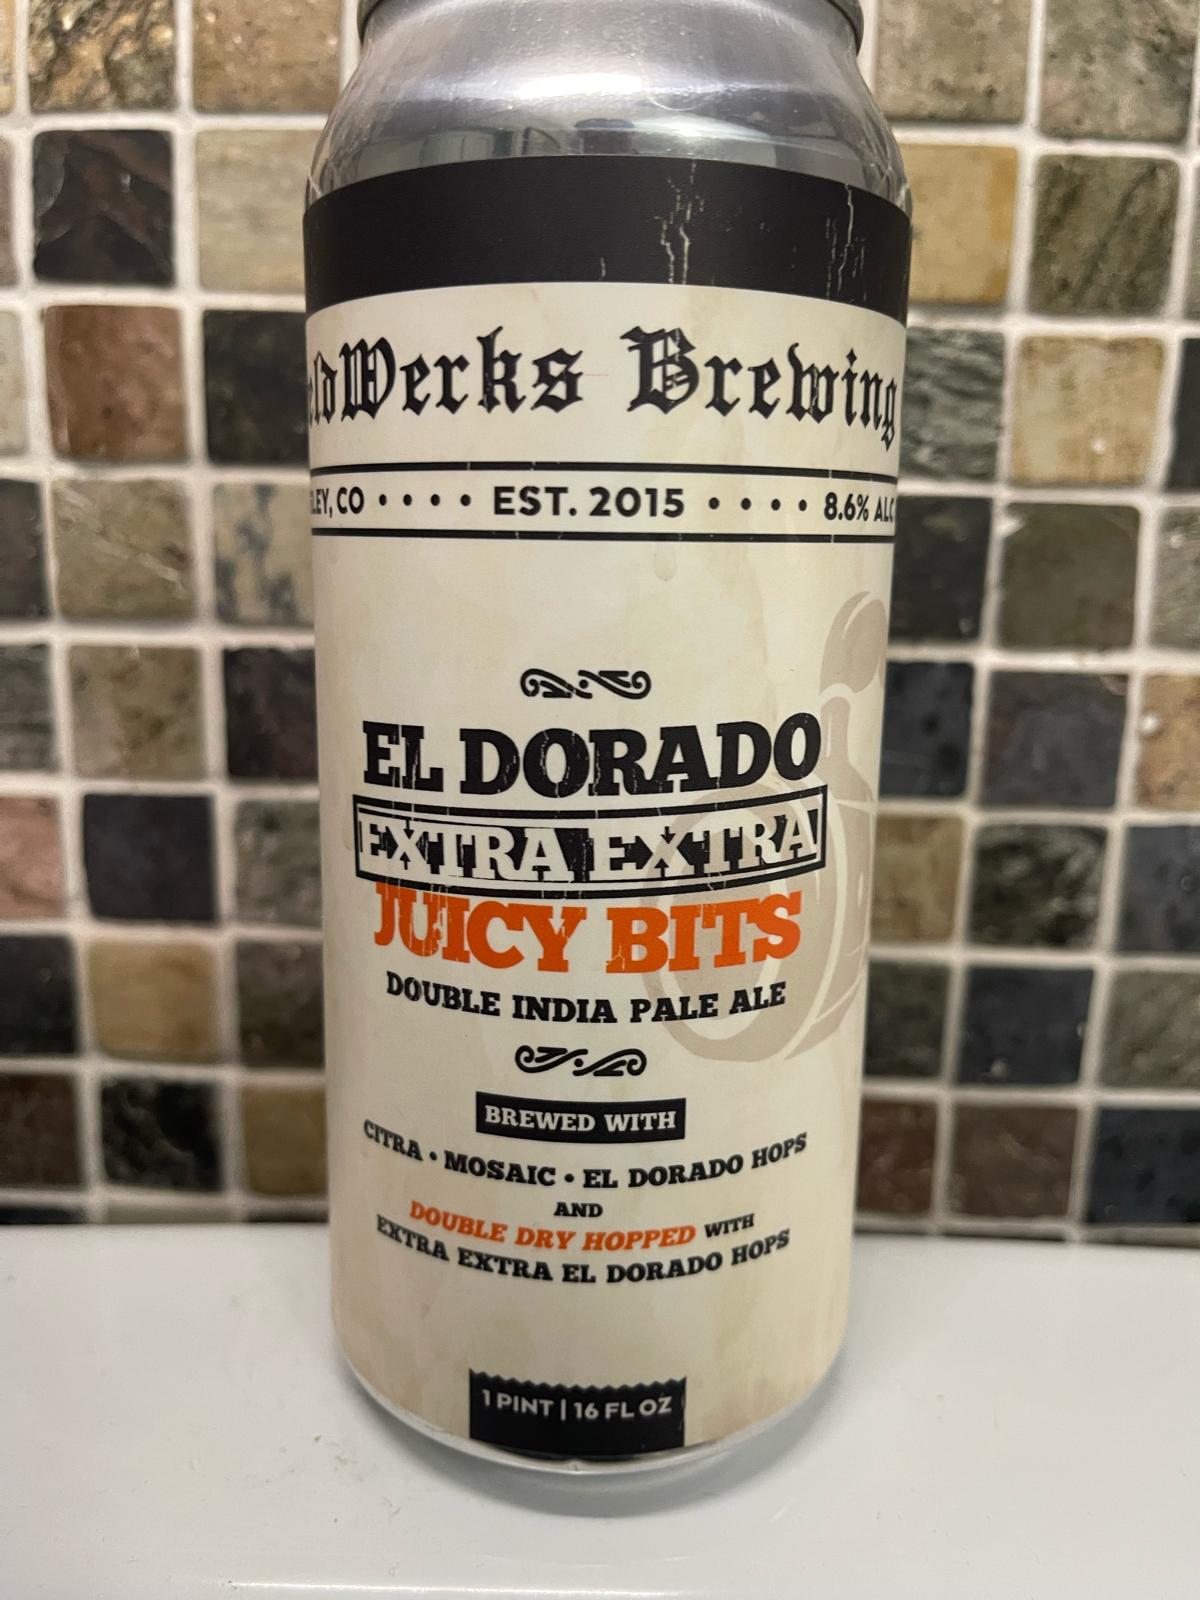 eldWerks Brewing
LEY, CO •••• EST. 2015 •••• 8.6% ALC
EL DORADO
EXTRA EXTRA
JUICY BITS
DOUBLE INDIA PALE ALE
BREWED WITH
CITRA • MOSAIC • EL DORADO HOPS
AND
DOUBLE DRY HOPPED WITH
EXTRA EXTRA EL DORADO HOPS
1 PINT | 16 FL OZ